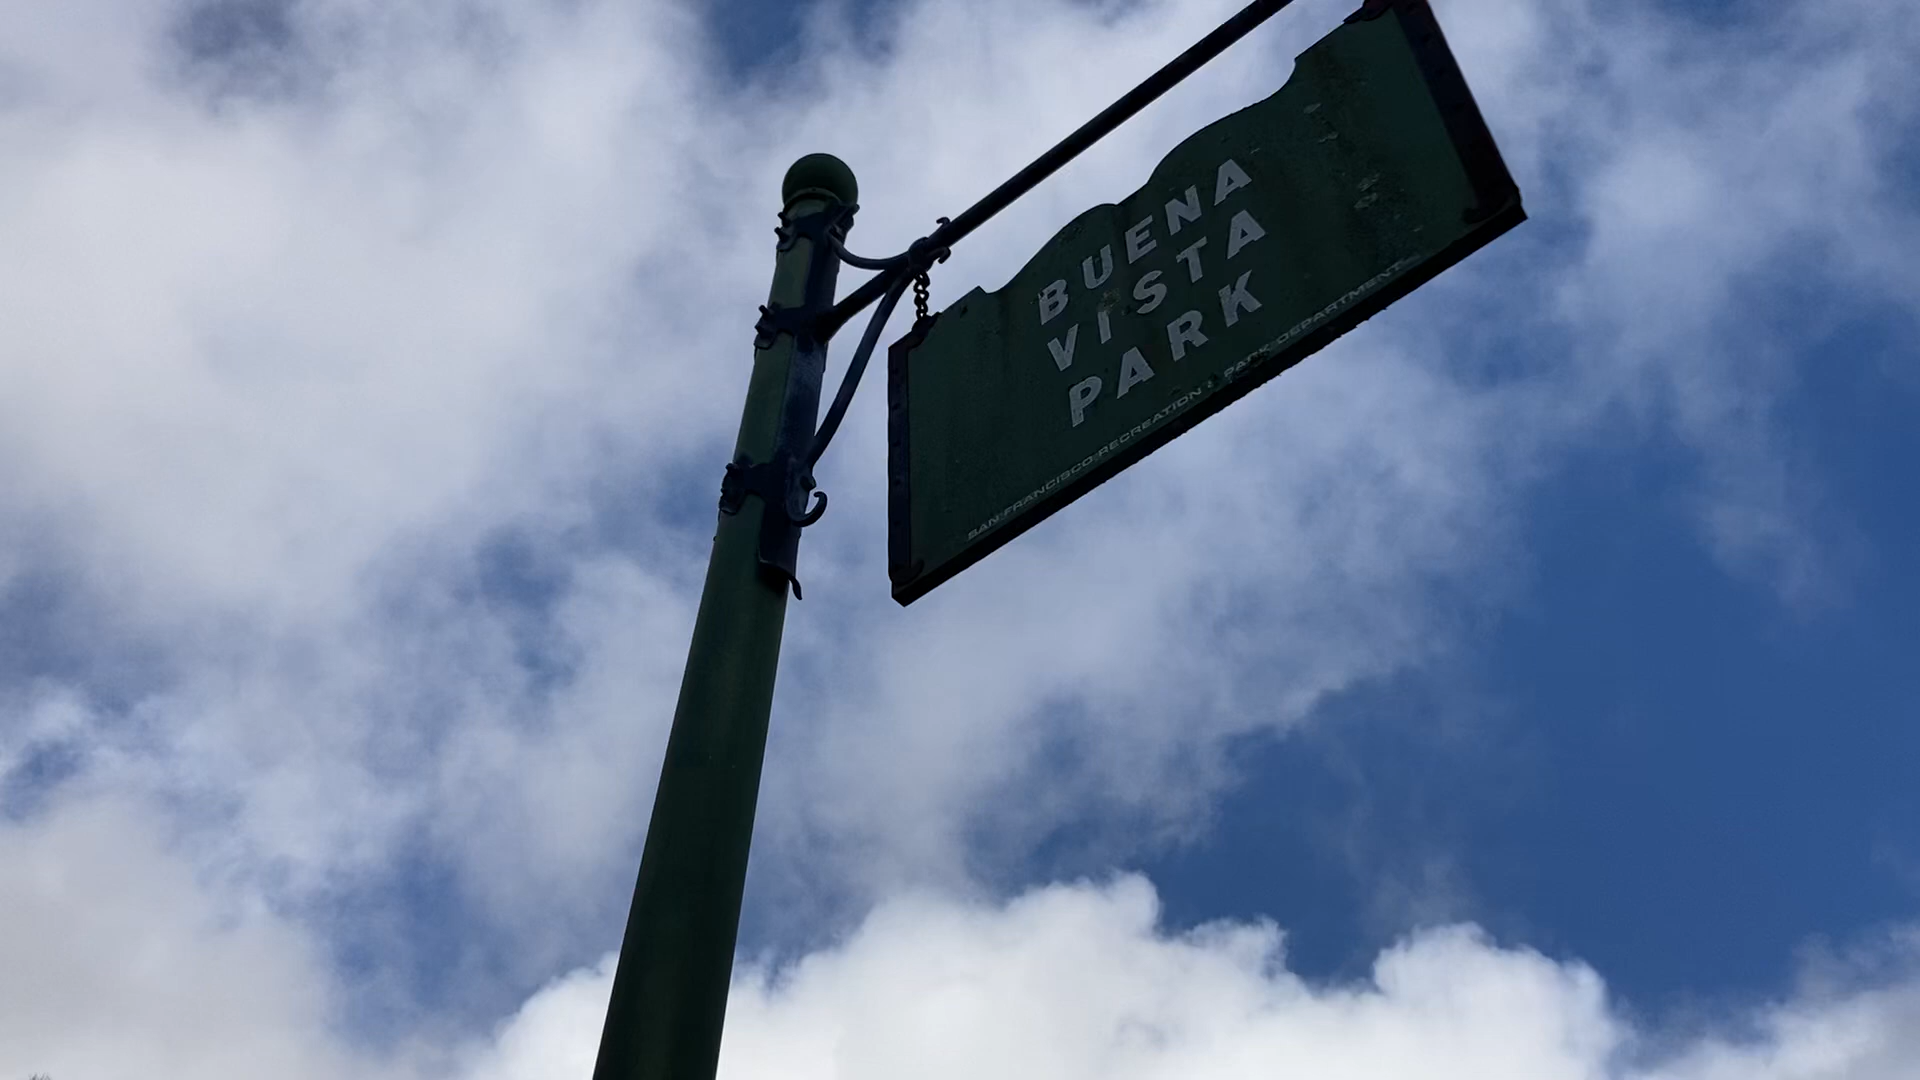 BUENA
VISTA
PARK
SAN FRANCISCO RECREATION & PARK DEPARTMENT